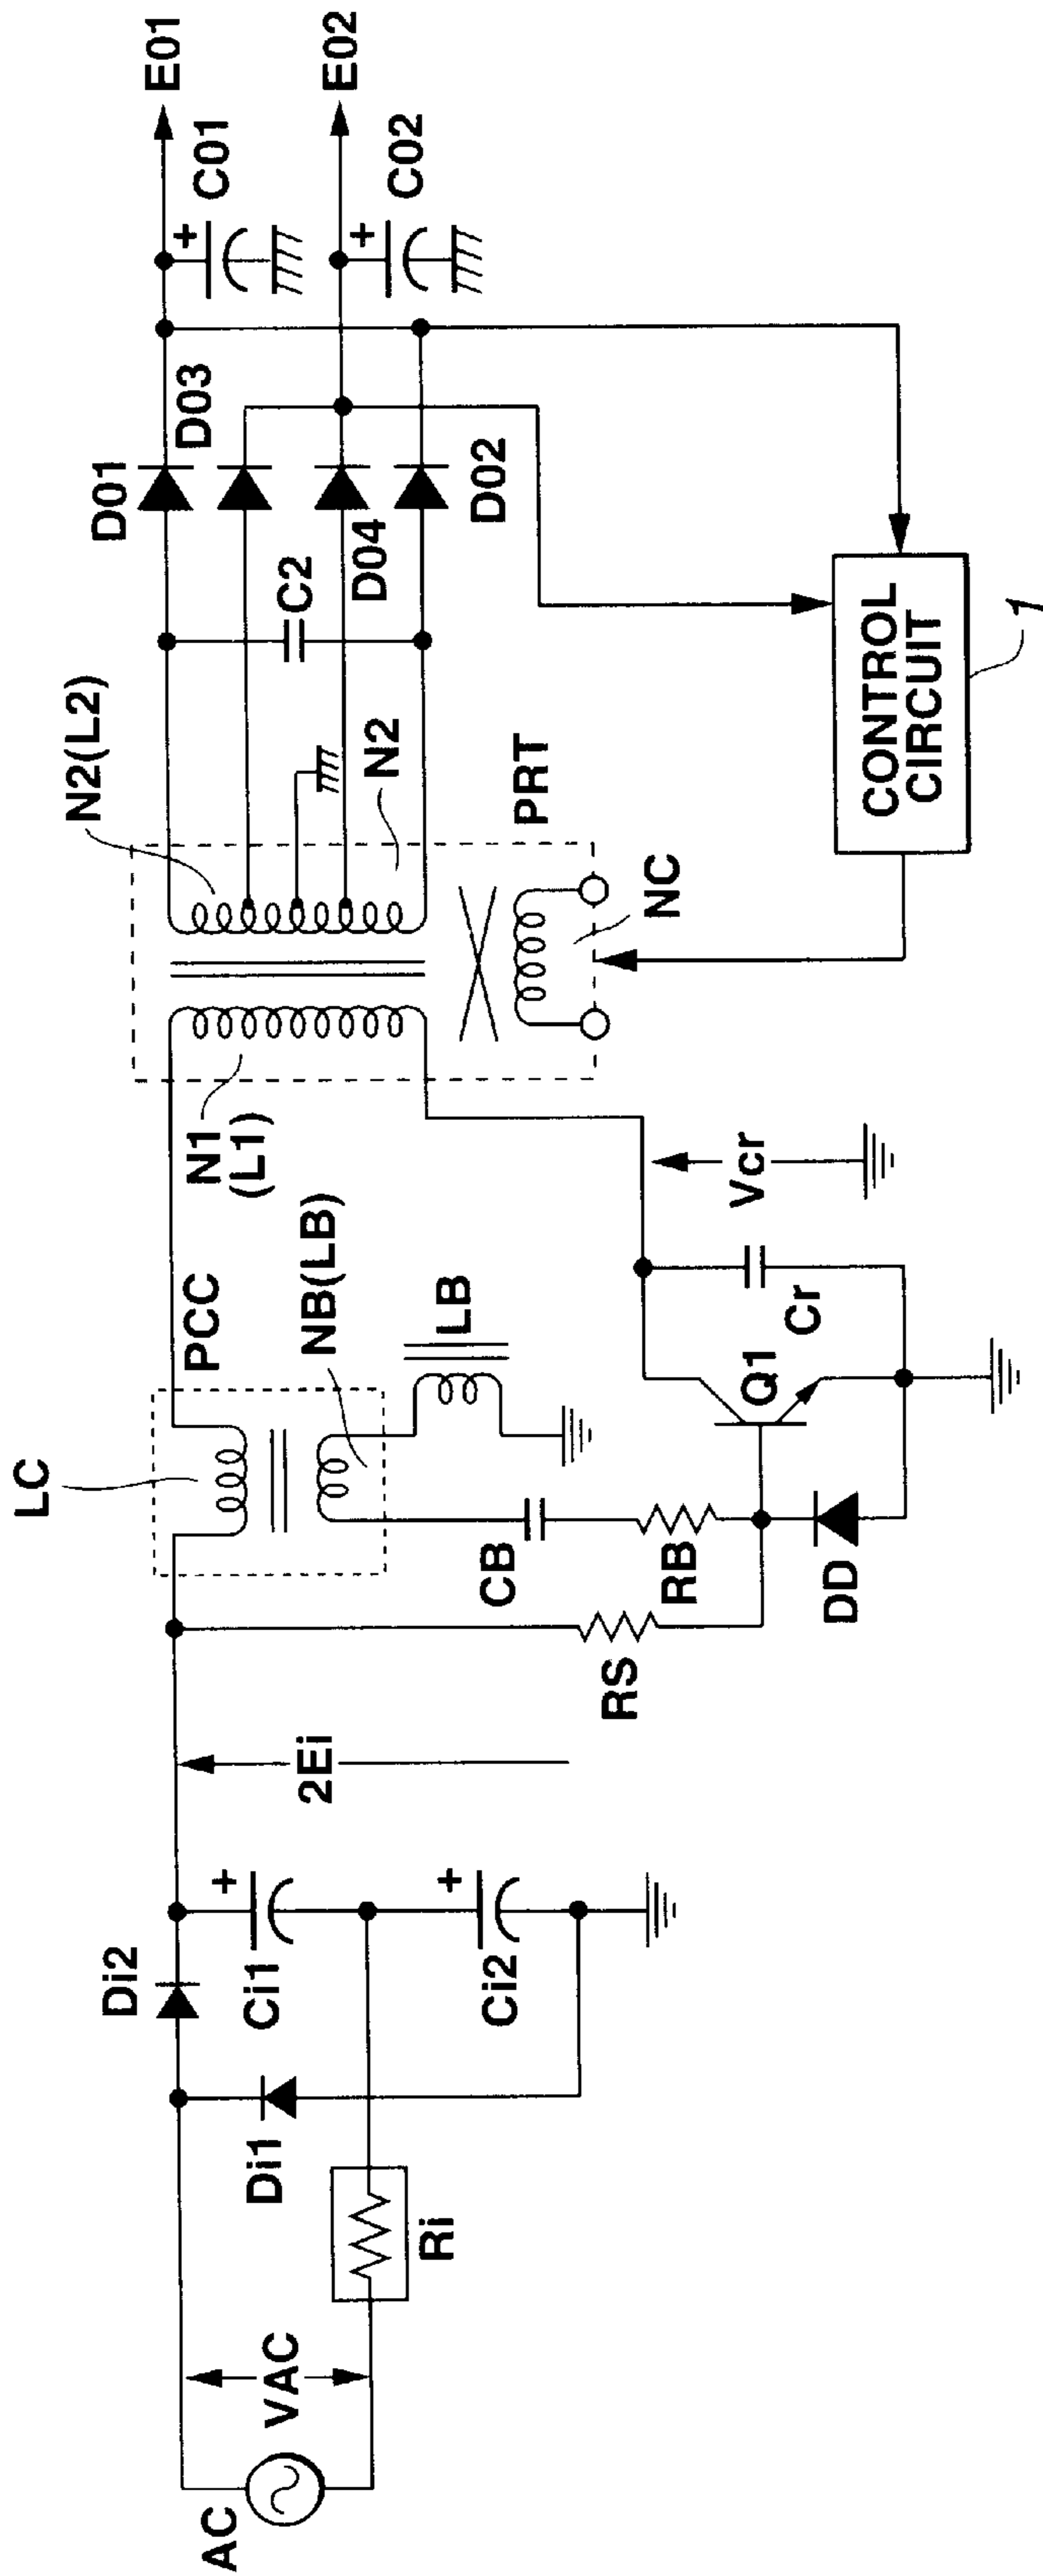 AC
VAC
Ri
Di1
Di2
Ci1
Ci2
2Ei
RS
LC
PCC
NB(LB)
LB
CB
RB
DD
Q1
Cr
Vcr
N1
(L1)
N2(L2)
N2
PRT
NC
C2
D01
D03
D04
D02
C01
C02
E01
E02
CONTROL
CIRCUIT
1